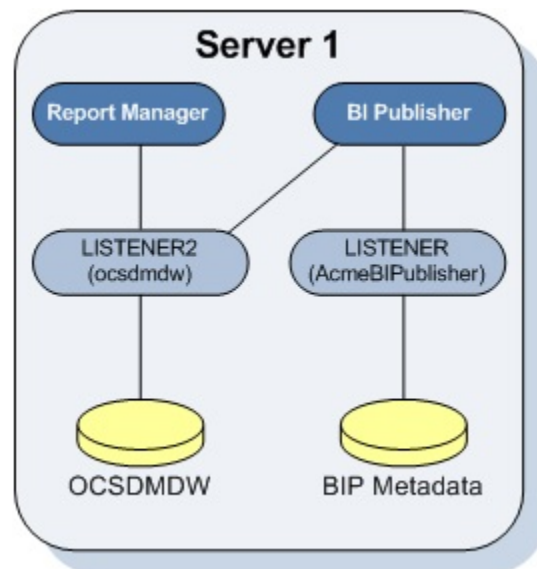 Server 1
Report Manager
BI Publisher
LISTENER2
(ocsdmdw)
LISTENER
(AcmeBIPublisher)
OCSDMDW
BIP Metadata